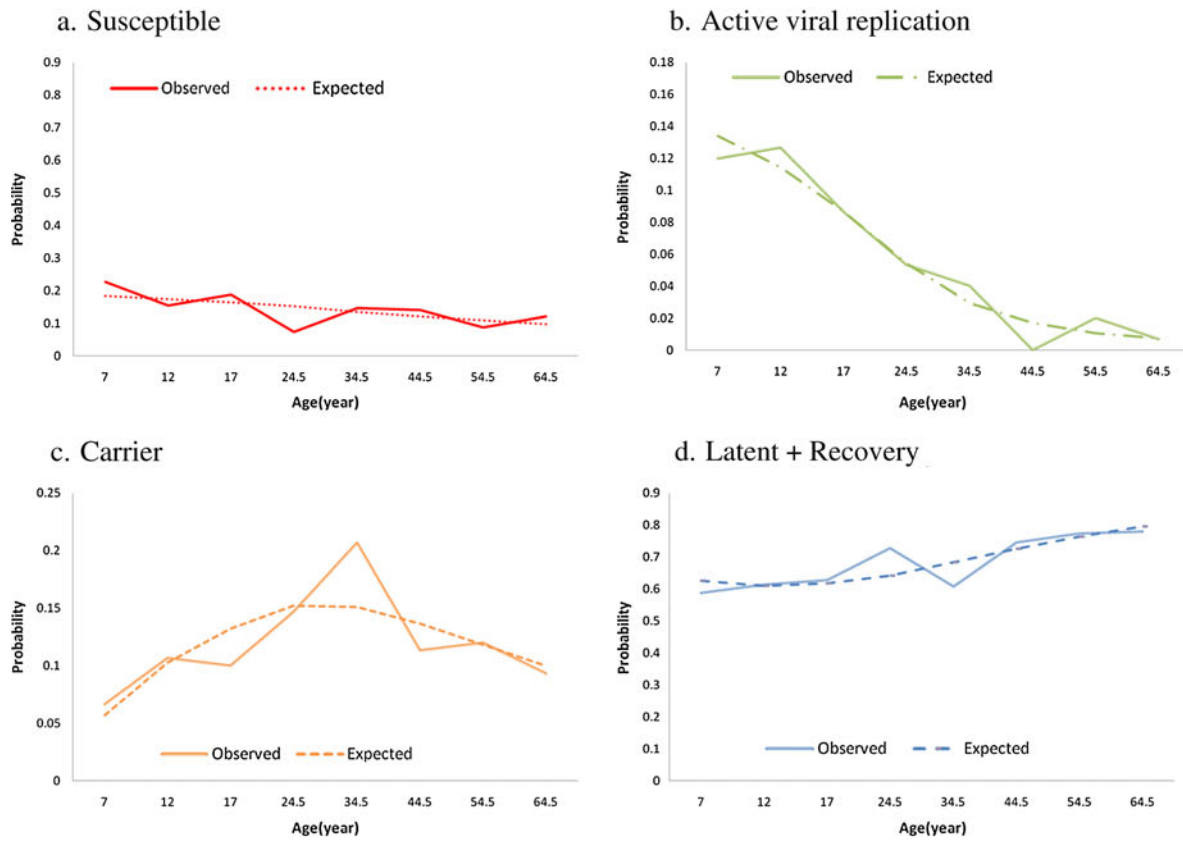 a. Susceptible
0.9
0.8
0.7
0.6
0.5
0.4
0.3
0.2
0.1
0
Probability
Observed Expected
7 12 17 24.5 34.5 44.5 54.5 64.5
Age(year)
b. Active viral replication
0.18
0.16
0.14
0.12
0.1
0.08
0.06
0.04
0.02
0
Probability
Observed Expected
7 12 17 24.5 34.5 44.5 54.5 64.5
Age(year)
c. Carrier
0.25
0.2
0.15
0.1
0.05
0
Probability
Observed Expected
7 12 17 24.5 34.5 44.5 54.5 64.5
Age(year)
d. Latent + Recovery
0.9
0.8
0.7
0.6
0.5
0.4
0.3
0.2
0.1
0
Probability
Observed Expected
7 12 17 24.5 34.5 44.5 54.5 64.5
Age(year)